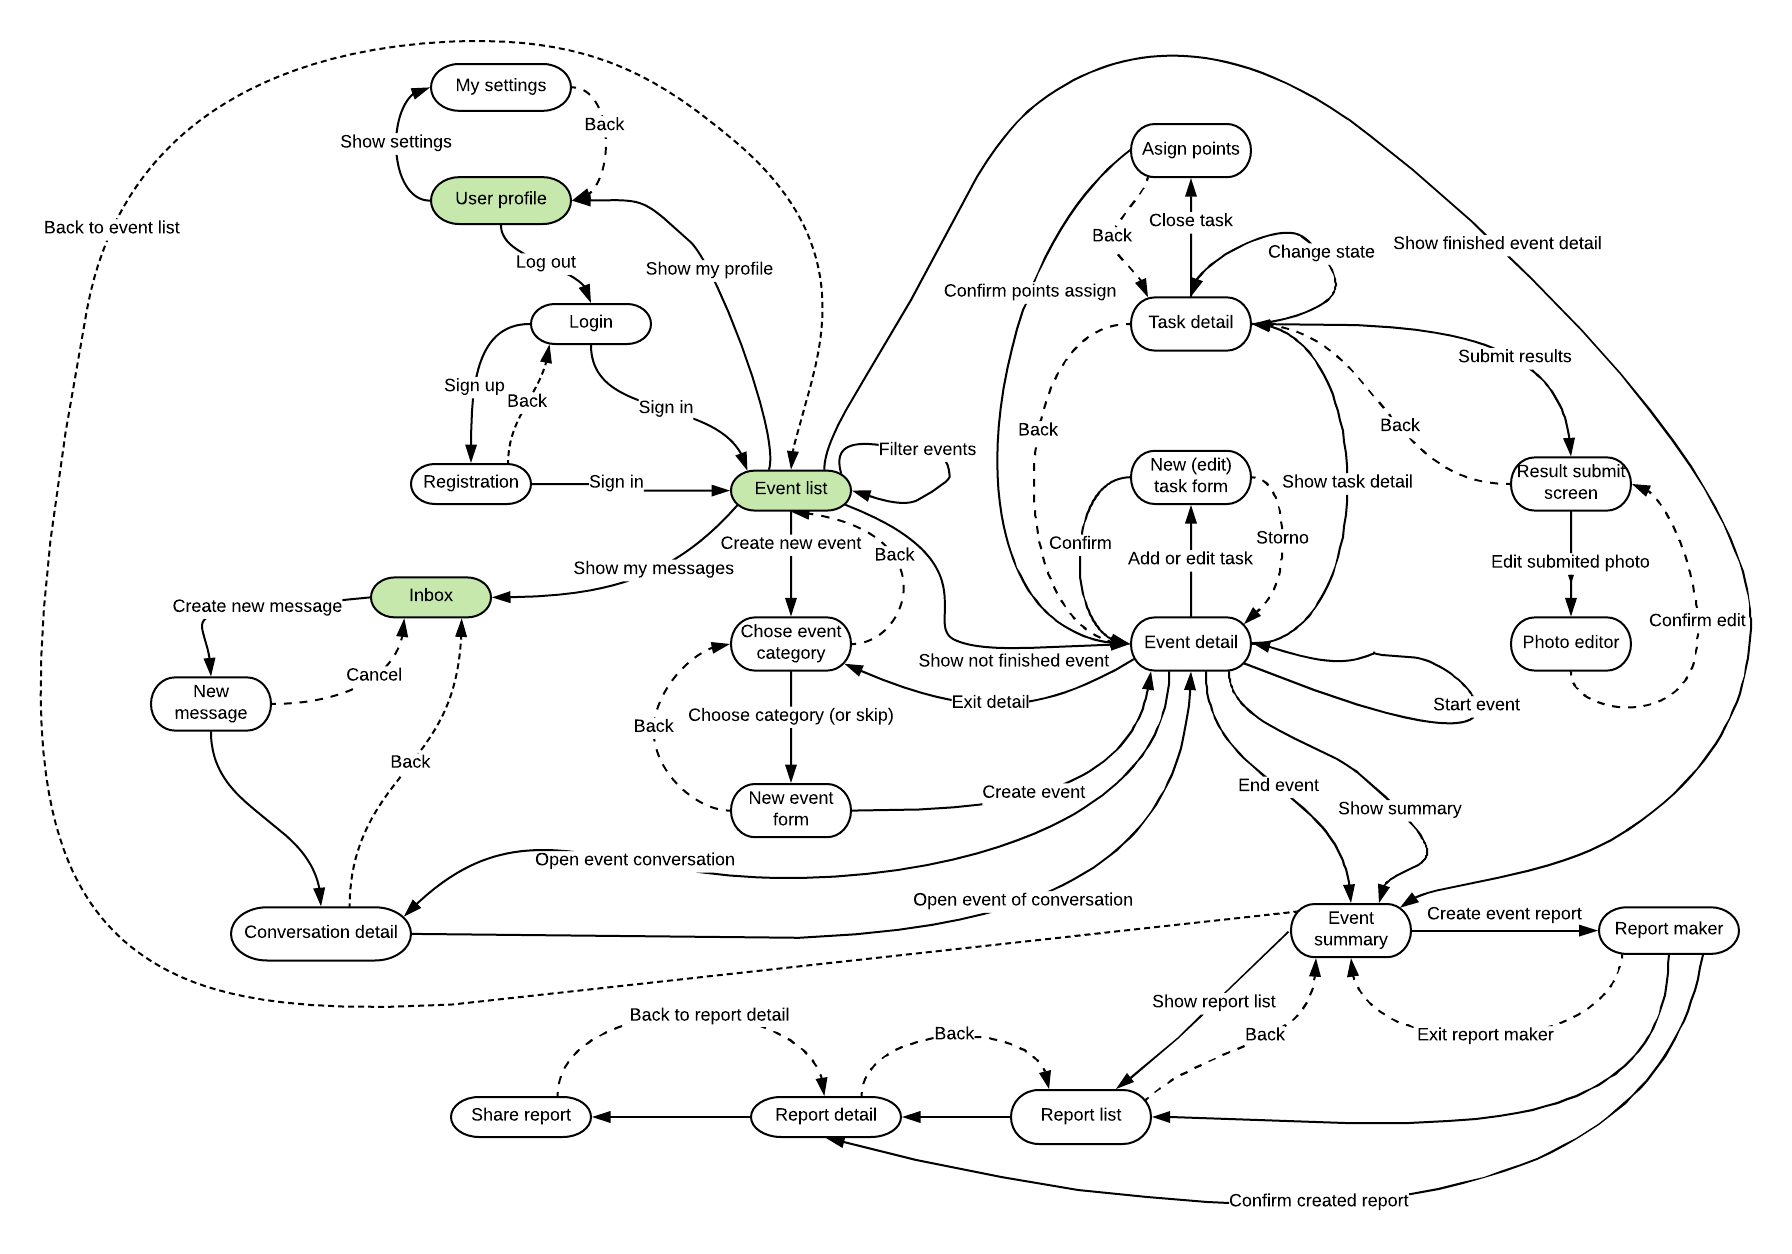 My settings
Back
Show settings
Asign points
User profile
Close task
Back to event list
Back
Show finished event detail
Change state
Log out
Show my profile
Confirm points assign
Login
Task detail
Submit results
Sign up
Back
Sign in
Back
Back
Filter events
New (edit)
task form
Result submit
screen
Registration
Sign in
Event list
Show task detail
Create new event
Back
Confirm
Storno
Add or edit task
Edit submited photo
Show my messages
Inbox
Create new message
Confirm edit
Chose event
category
Event detail
Photo editor
Show not finished event
Cancel
New
message
Exit detail
Start event
Choose category (or skip)
Back
Back
End event
Create event
New event
form
Show summary
Open event conversation
Open event of conversation
Create event report
Event
summary
Report maker
Conversation detail
Show report list
Back to report detail
Back
Back
Exit report maker
Share report
Report detail
Report list
Confirm created report